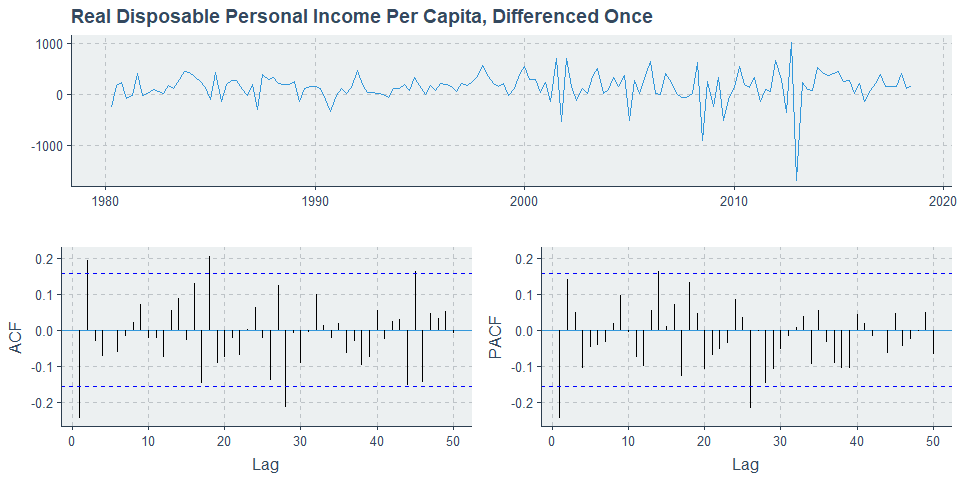 Real Disposable Personal Income Per Capita, Differenced Once
1000
0
-1000
1980 1990 2000 2010 2020
ACF
0.2
0.1
0.0
-0.1
-0.2
0 10 20 30 40 50
Lag
PACF
0.2
0.1
0.0
-0.1
-0.2
0 10 20 30 40 50
Lag